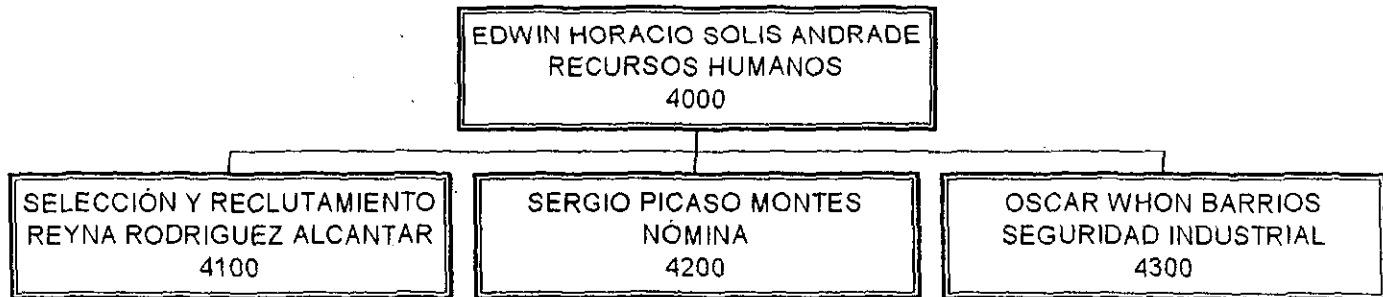 EDWIN HORACIO SOLIS ANDRADE
RECURSOS HUMANOS
4000
SELECCIÓN Y RECLUTAMIENTO
REYNA RODRIGUEZ ALCANTAR
4100
SERGIO PICASO MONTES
NÓMINA
4200
OSCAR WHON BARRIOS
SEGURIDAD INDUSTRIAL
4300